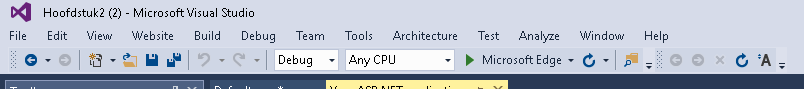 Hoofdstuk2 (2) - Microsoft Visual Studio
File Edit View Website Build Debug Team Tools Architecture Test Analyze Window Help
Debug Any CPU Microsoft Edge A